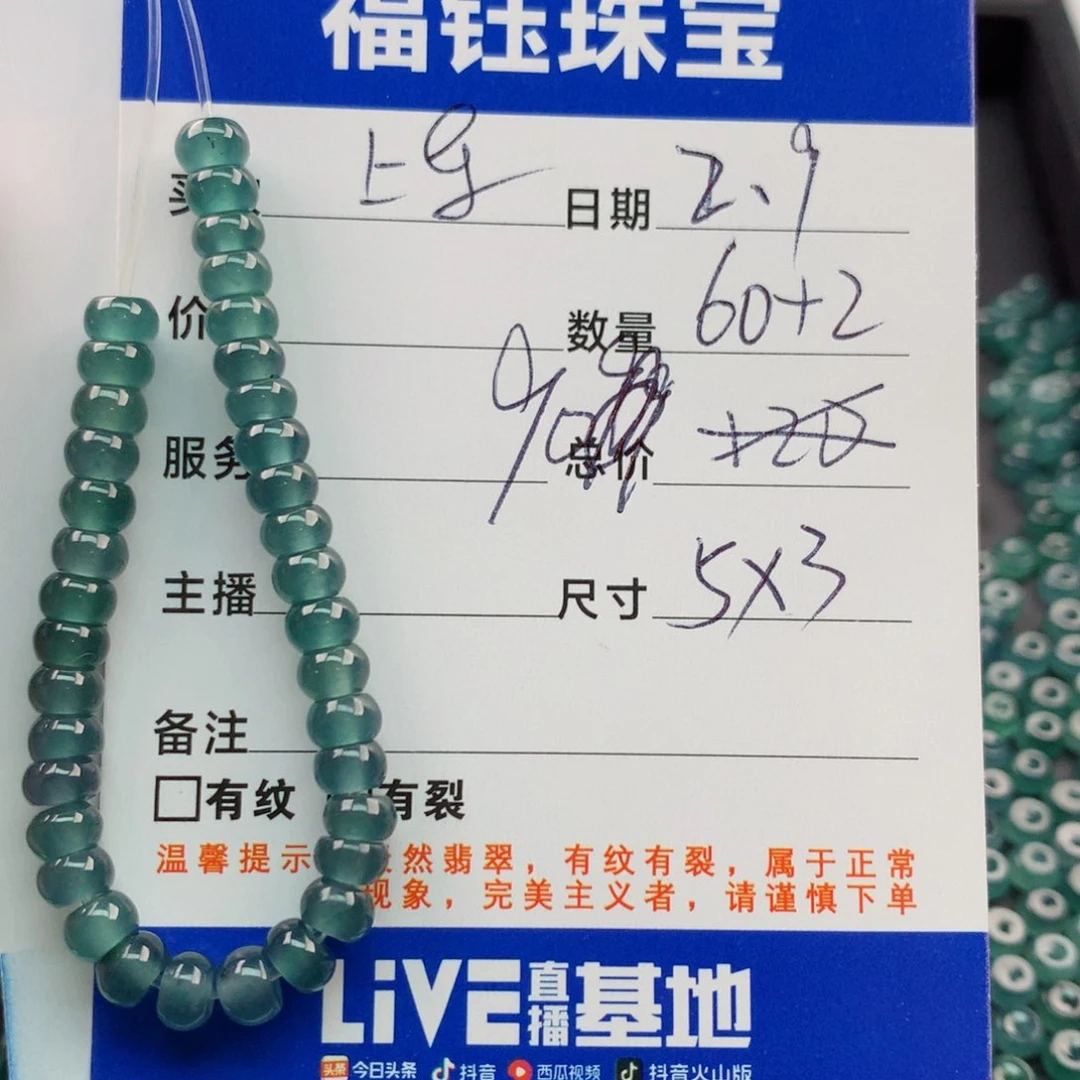 福钰珠宝
日期 2、9
价 数量 60+2
服务 总价
主播 尺寸 5×3
备注
□有纹 有裂
温馨提示 然翡翠，有纹有裂，属于正常
现象，完美主义者，请谨慎下单
LiVE直播基地
头条 今日头条 抖音 西瓜视频 抖音火山版